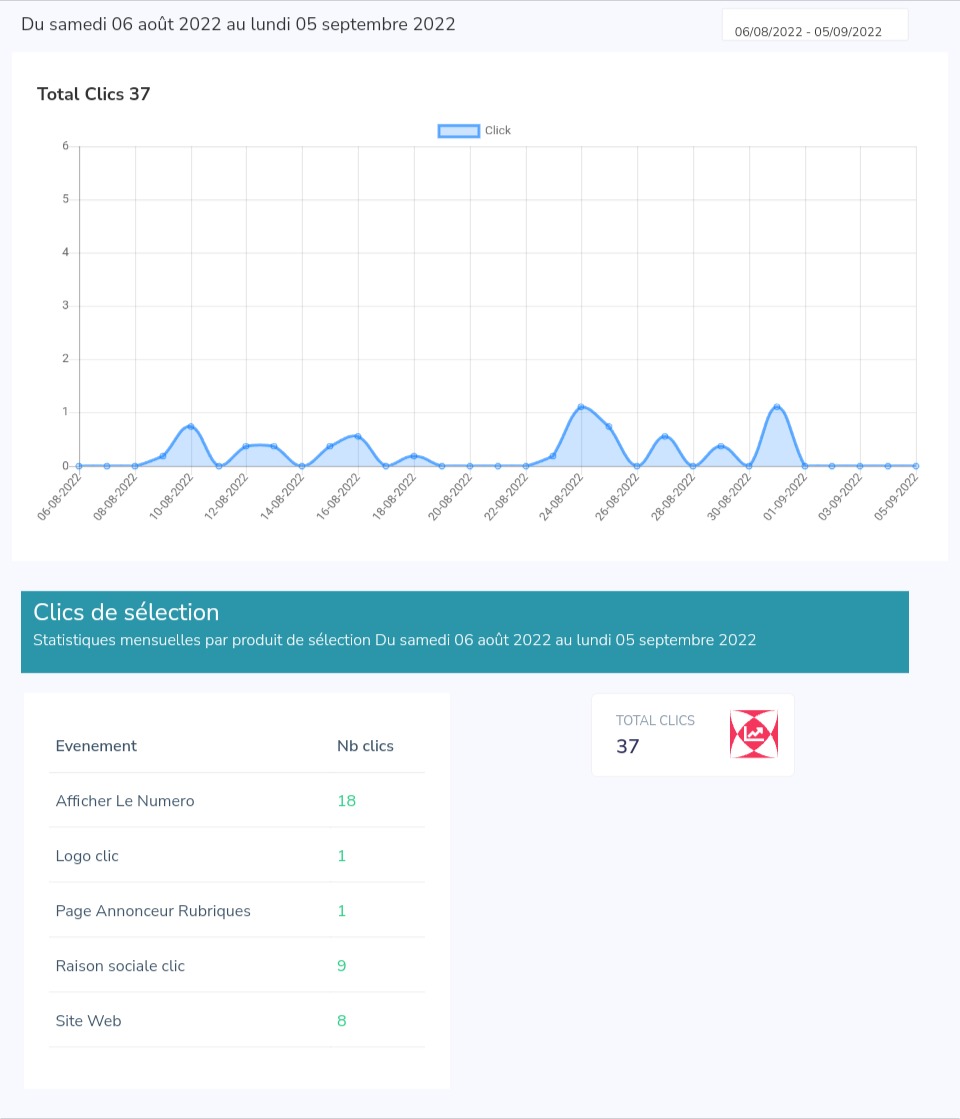 Du samedi 06 août 2022 au lundi 05 septembre 2022
06/08/2022 - 05/09/2022
Total Clics 37
Click
6
5
4
3
2
1
0
06-08-2022
08-08-2022
10-08-2022
12-08-2022
14-08-2022
16-08-2022
18-08-2022
20-08-2022
22-08-2022
24-08-2022
26-08-2022
28-08-2022
30-08-2022
01-09-2022
03-09-2022
05-09-2022
Clics de sélection
Statistiques mensuelles par produit de sélection Du samedi 06 août 2022 au lundi 05 septembre 2022
Evenement Nb clics
Afficher Le Numero 18
Logo clic 1
Page Annonceur Rubriques 1
Raison sociale clic 9
Site Web 8
TOTAL CLICS
37